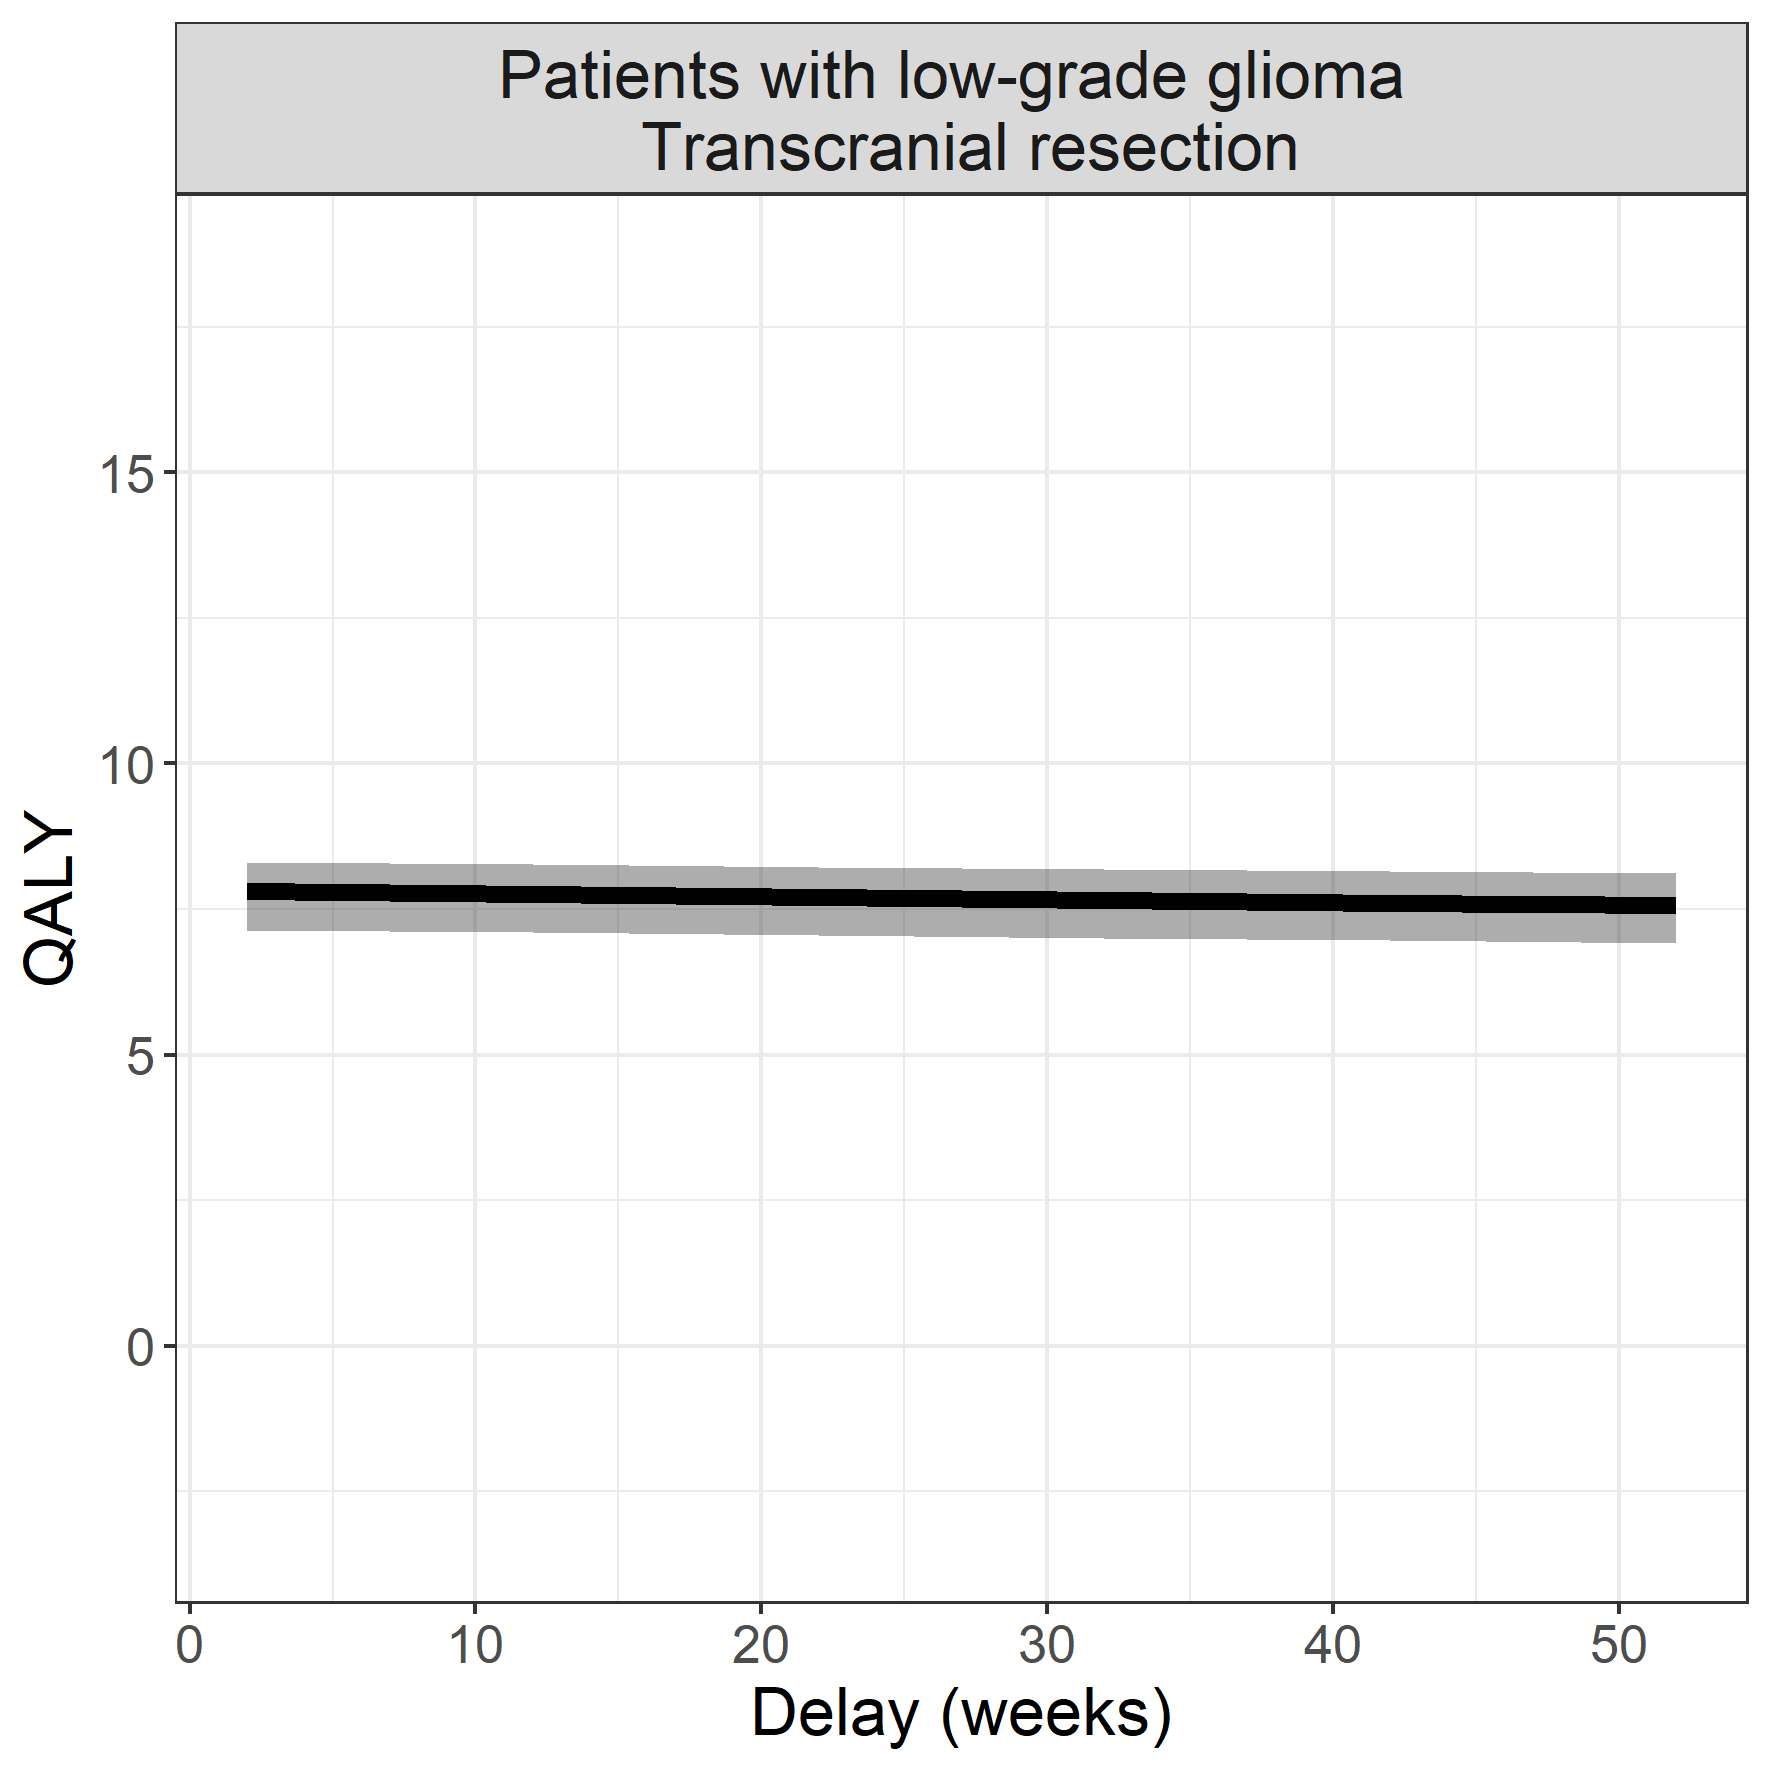 Patients with low-grade glioma
Transcranial resection
QALY
15
10
5
0
0 10 20 30 40 50
Delay (weeks)